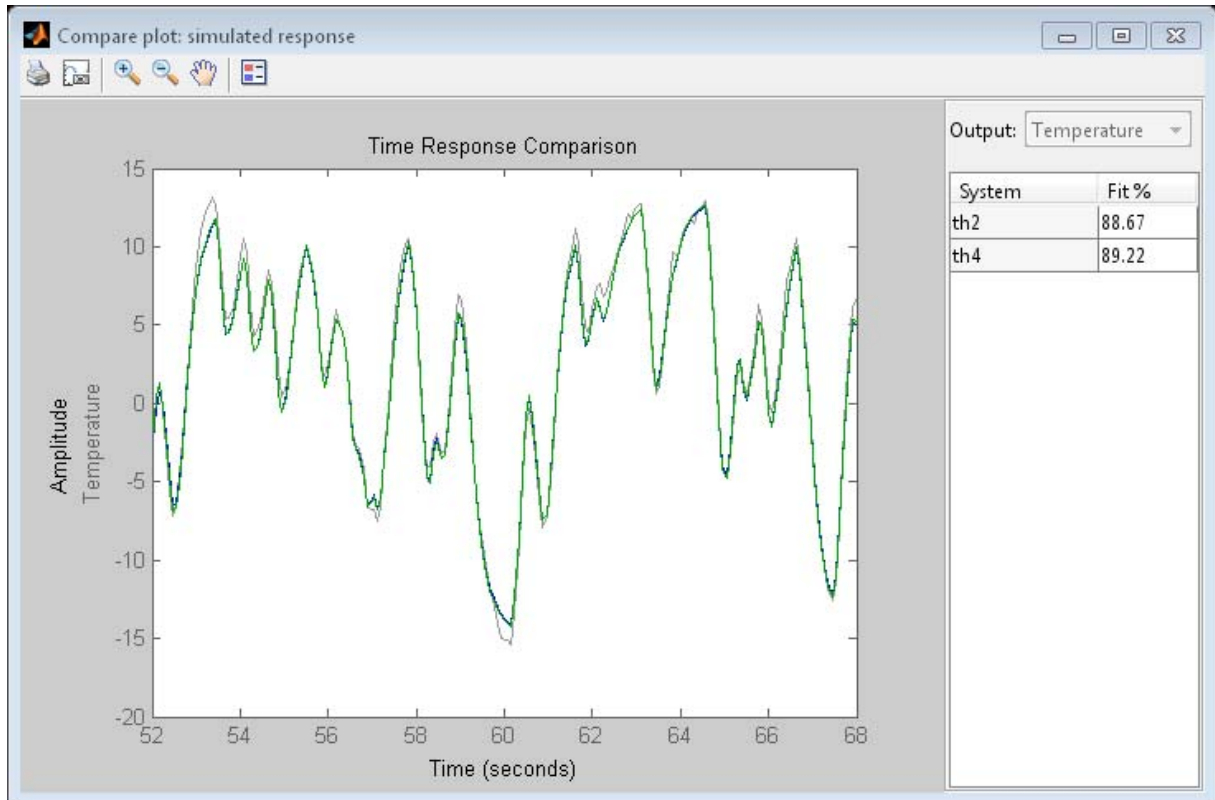 Compare plot: simulated response
Time Response Comparison
Amplitude
Temperature
15
10
5
0
-5
-10
-15
-20
52
54
56
58
60
62
64
66
68
Time (seconds)
Output: Temperature
System Fit %
th2 88.67
th4 89.22